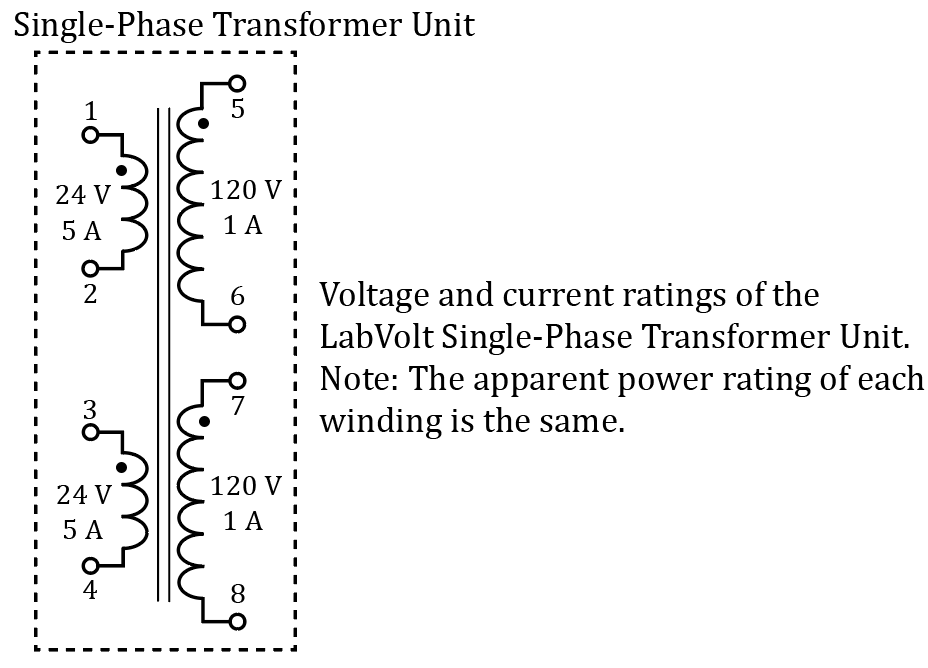 Single-Phase Transformer Unit
1
5
24 V
5 A
120 V
1 A
2
6
3
7
24 V
5 A
120 V
1 A
4
8
Voltage and current ratings of the
LabVolt Single-Phase Transformer Unit.
Note: The apparent power rating of each
winding is the same.